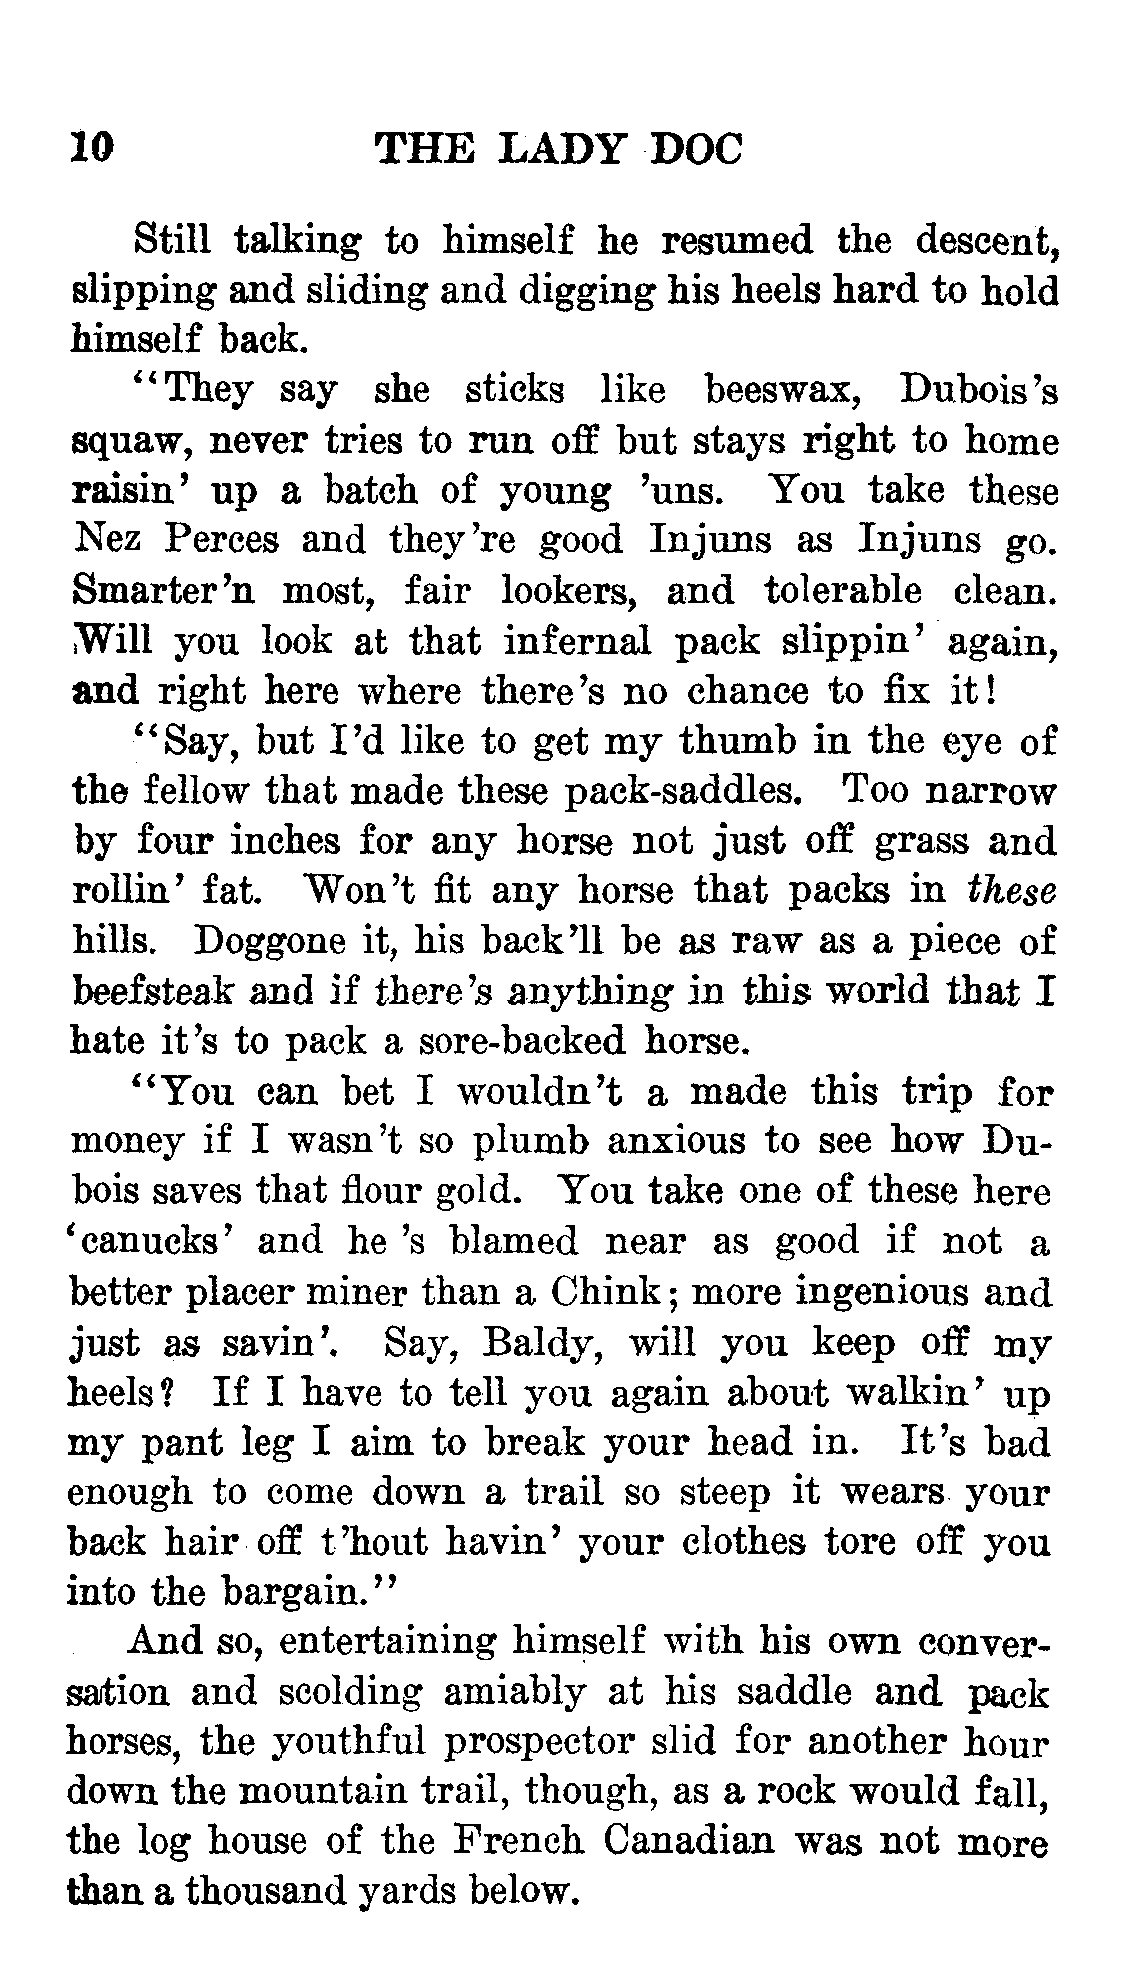 10 THE LADY DOC
Still talking to himself he resumed the descent,
slipping and sliding and digging his heels hard to hold
himself back.
“They say she sticks like beeswax, Dubois’s
squaw, never tries to run off but stays right to home
raisin’ up a batch of young ’uns. You take these
Nez Perces and they’re good Injuns as Injuns go.
Smarter’n most, fair lookers, and tolerable clean.
Will you look at that infernal pack slippin’ again,
and right here where there’s no chance to fix it!
“Say, but I’d like to get my thumb in the eye of
the fellow that made these pack-saddles. Too narrow
by four inches for any horse not just off grass and
rollin’ fat. Won’t fit any horse that packs in these
hills. Doggone it, his back’ll be as raw as a piece of
beefsteak and if there’s anything in this world that I
hate it’s to pack a sore-backed horse.
“You can bet I wouldn’t a made this trip for
money if I wasn’t so plumb anxious to see how Du-
bois saves that flour gold. You take one of these here
‘canucks’ and he ’s blamed near as good if not a
better placer miner than a Chink; more ingenious and
just as savin’. Say, Baldy, will you keep off my
heels? If I have to tell you again about walkin’ up
my pant leg I aim to break your head in. It’s bad
enough to come down a trail so steep it wears your
back hair off t’hout havin’ your clothes tore off you
into the bargain.”
And so, entertaining himself with his own conver-
sation and scolding amiably at his saddle and pack
horses, the youthful prospector slid for another hour
down the mountain trail, though, as a rock would fall,
the log house of the French Canadian was not more
than a thousand yards below.